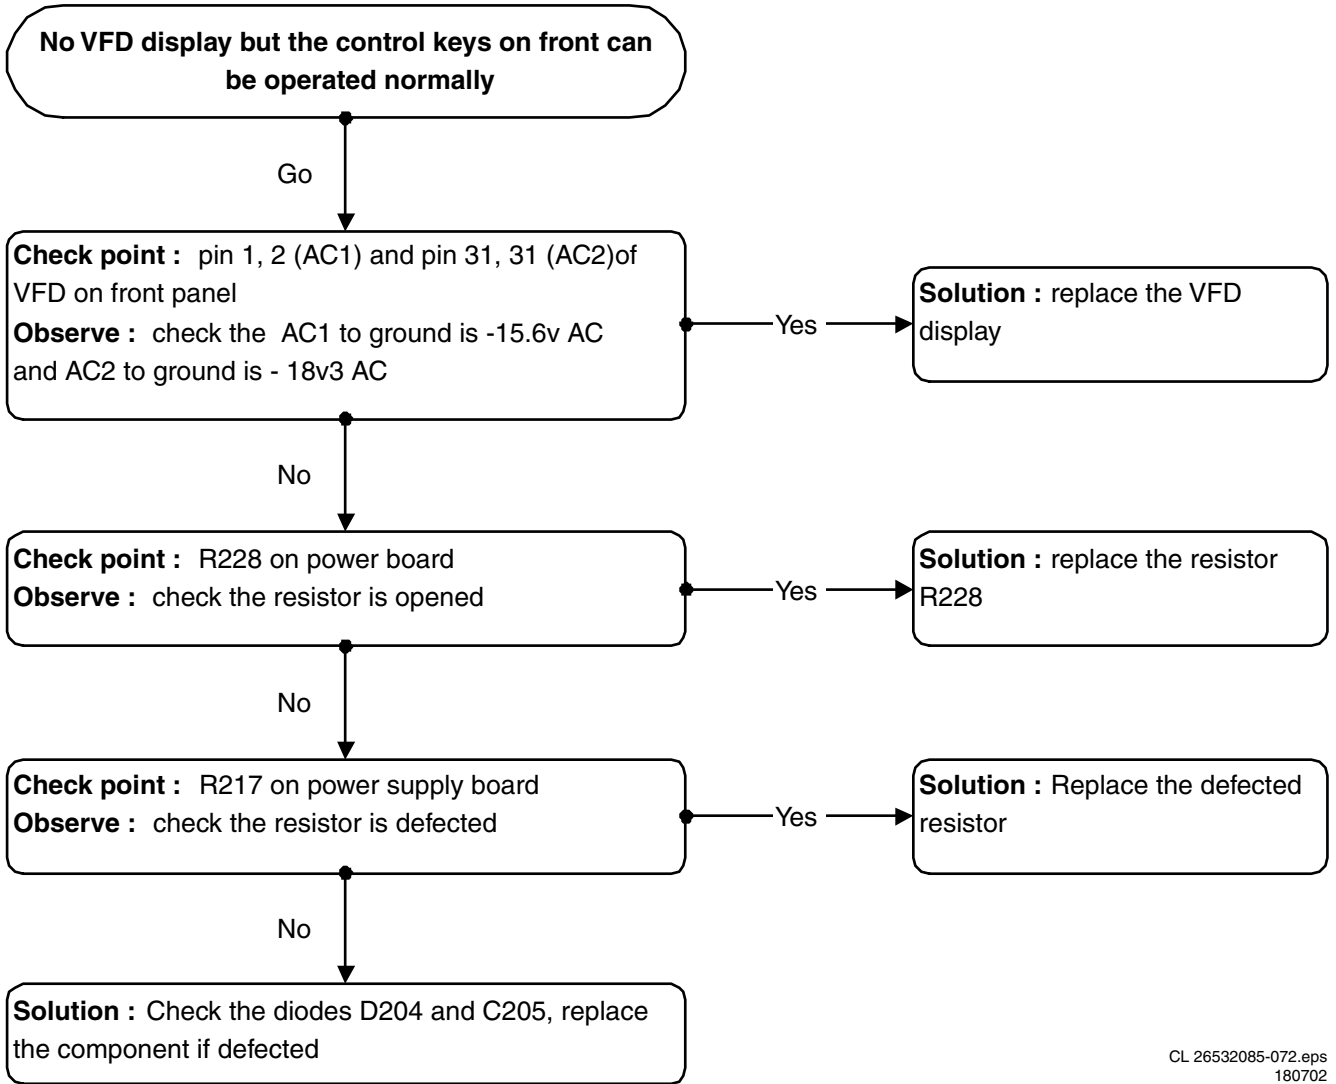 No VFD display but the control keys on front can
be operated normally
Go
Check point : pin 1, 2 (AC1) and pin 31, 31 (AC2)of
VFD on front panel
Observe : check the AC1 to ground is -15.6v AC
and AC2 to ground is - 18v3 AC
Yes
Solution : replace the VFD
display
No
Check point : R228 on power board
Observe : check the resistor is opened
Yes
Solution : replace the resistor
R228
No
Check point : R217 on power supply board
Observe : check the resistor is defected
Yes
Solution : Replace the defected
resistor
No
Solution : Check the diodes D204 and C205, replace
the component if defected
CL 26532085-072.eps
180702